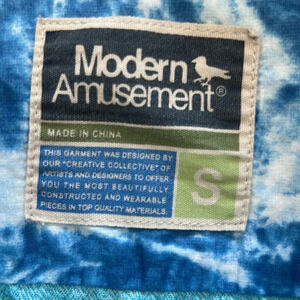 Modern
Amusement®
MADE IN CHINA
THIS GARMENT WAS DESIGNED BY
OUR "CREATIVE COLLECTIVE" OF
ARTISTS AND DESIGNERS TO OFFER
YOU THE MOST BEAUTIFULLY
CONSTRUCTED AND WEARABLE
PIECES IN TOP QUALITY MATERIALS.
S